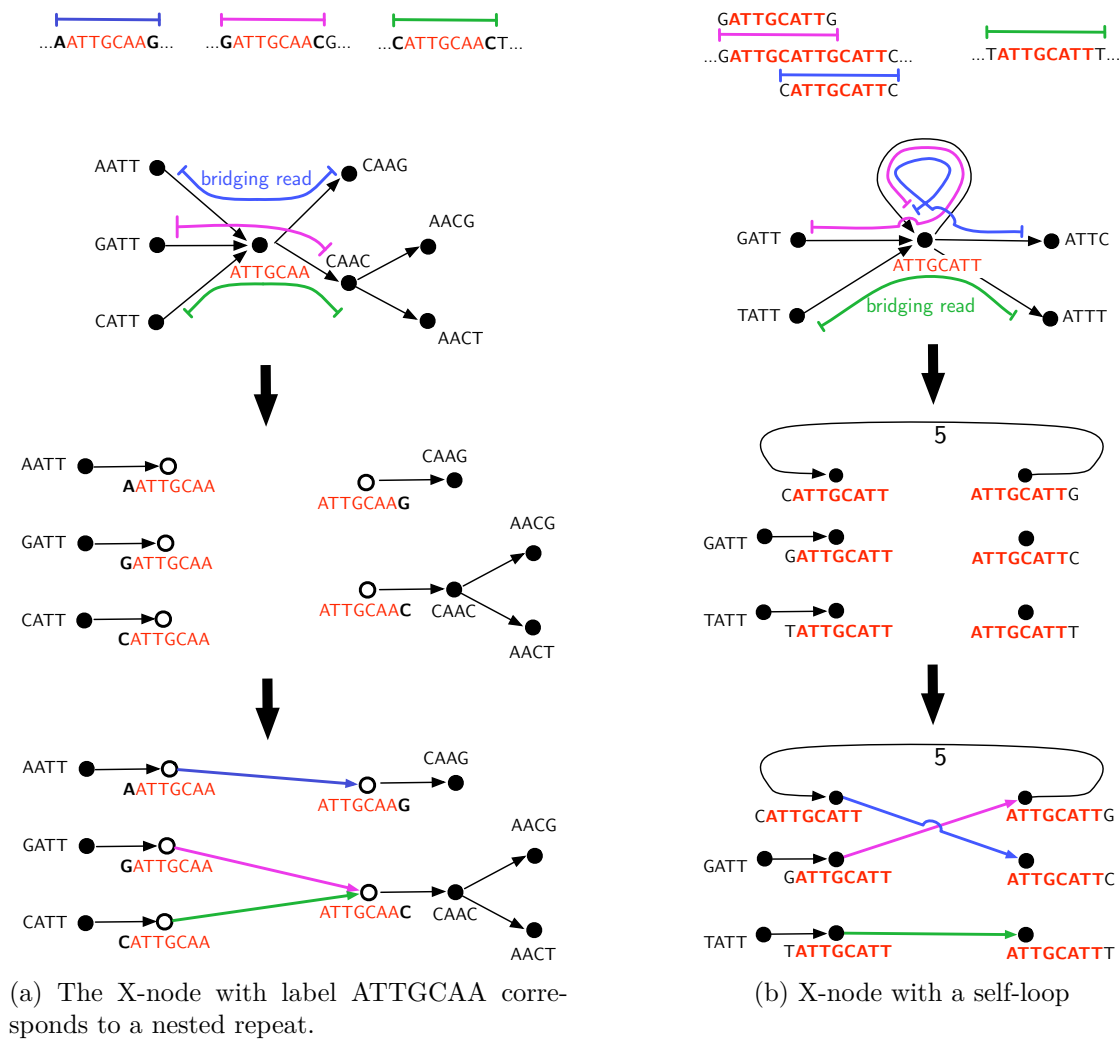 ...AATTGCAAG...
...GATTGCAACG...
...CATTGCAACT...
AATT
bridging read
CAAG
GATT
ATTGCAA
CAAC
AACG
CATT
AACT
AATT
AATTGCAA
CAAG
ATTGCAAG
GATT
GATTGCAA
AACG
ATTGCAAC
CAAC
CATT
CATTGCAA
AACT
AATT
AATTGCAA
CAAG
ATTGCAAG
GATT
GATTGCAA
AACG
ATTGCAAC
CAAC
CATT
CATTGCAA
AACT
(a) The X-node with label ATTGCAA corre-
sponds to a nested repeat.
GATTGCATTG
...GATTGCATTGCATTC...
CATTGCATTC
...TATTGCATTT...
GATT
ATTGCATT
ATTC
TATT
bridging read
ATTT
5
CATTGCATT
ATTGCATTG
GATT
GATTGCATT
ATTGCATTC
TATT
TATTGCATT
ATTGCATTT
5
CATTGCATT
ATTGCATTG
GATT
GATTGCATT
ATTGCATTC
TATT
TATTGCATT
ATTGCATTT
(b) X-node with a self-loop